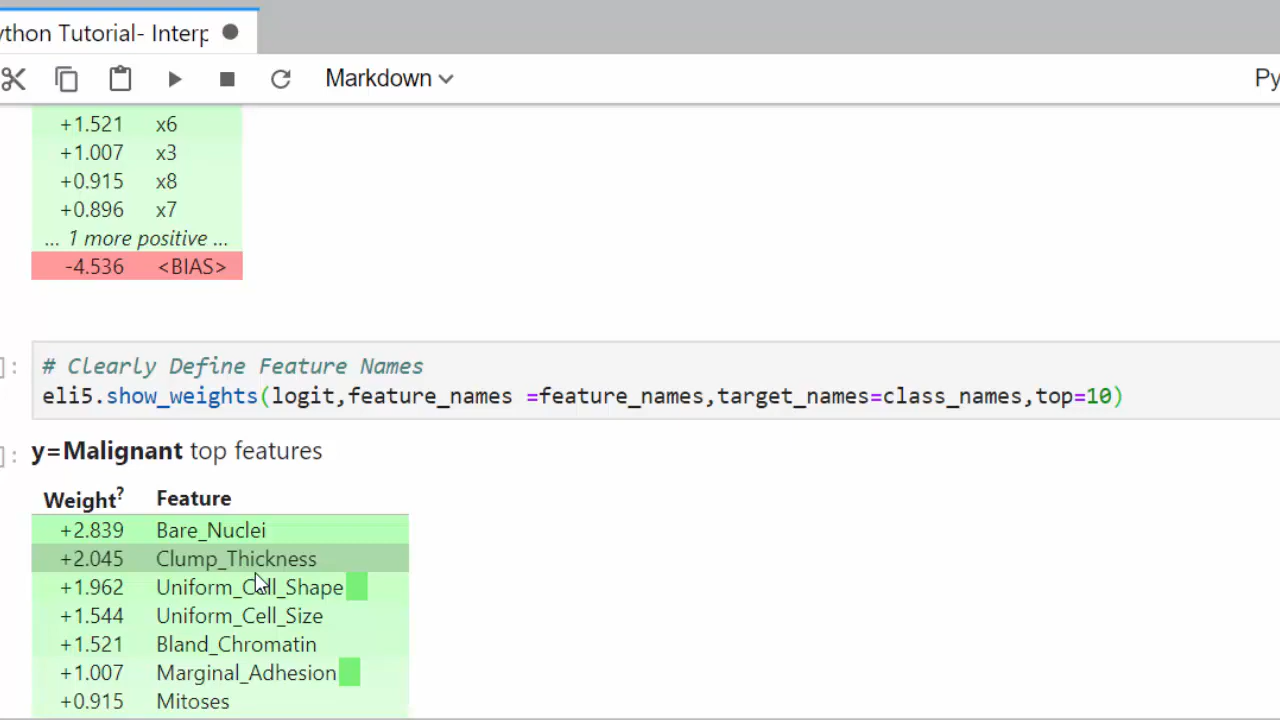 ython Tutorial- Interp
Markdown
Py
+1.521 x6
+1.007 x3
+0.915 x8
+0.896 x7
... 1 more positive ...
-4.536 <BIAS>
]:
# Clearly Define Feature Names
eli5.show_weights(logit,feature_names =feature_names,target_names=class_names,top=10)
]:
y=Malignant top features
Weight? Feature
+2.839 Bare_Nuclei
+2.045 Clump_Thickness
+1.962 Uniform_Cell_Shape
+1.544 Uniform_Cell_Size
+1.521 Bland_Chromatin
+1.007 Marginal_Adhesion
+0.915 Mitoses